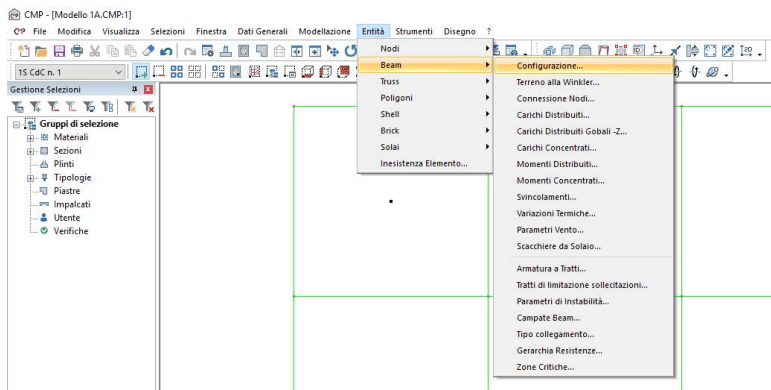 CMP - [Modello 1A.CMP:1]
CMP File Modifica Visualizza Selezioni Finestra Dati Generali Modellazione Entità Strumenti Disegno ?
1S CdC n. 1
Gestione Selezioni
Gruppi di selezione
Materiali
Sezioni
Plinti
Tipologie
Piastre
Impalcati
Utente
Verifiche
Nodi
Beam
Truss
Poligoni
Shell
Brick
Solai
Inesistenza Elemento...
Configurazione...
Terreno alla Winkler...
Connessione Nodi...
Carichi Distribuiti...
Carichi Distribuiti Gobali -Z...
Carichi Concentrati...
Momenti Distribuiti...
Momenti Concentrati...
Svincolamenti...
Variazioni Termiche...
Parametri Vento...
Scacchiere da Solaio...
Armatura a Tratti...
Tratti di limitazione sollecitazioni...
Parametri di Instabilità...
Campate Beam...
Tipo collegamento...
Gerarchia Resistenze...
Zone Critiche...